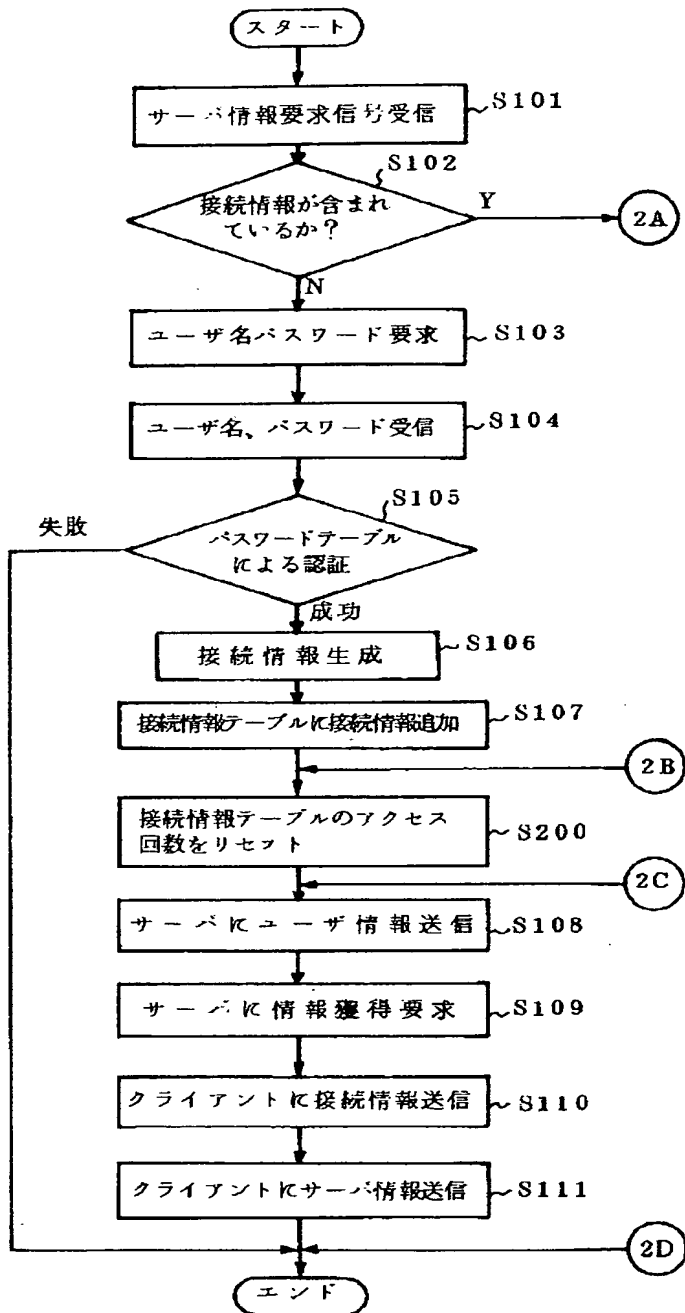 スタート
サーバ情報要求信号受信
S101
S102
接続情報が含まれ
ているか？
Y
2A
N
ユーザ名パスワード要求
S103
ユーザ名、パスワード受信
S104
S105
失敗
パスワードテーブル
による認証
成功
接続情報生成
S106
接続情報テーブルに接続情報追加
S107
2B
接続情報テーブルのアクセス
回数をリセット
S200
2C
サーバにユーザ情報送信
S108
サーバに情報獲得要求
S109
クライアントに接続情報送信
S110
クライアントにサーバ情報送信
S111
2D
エンド